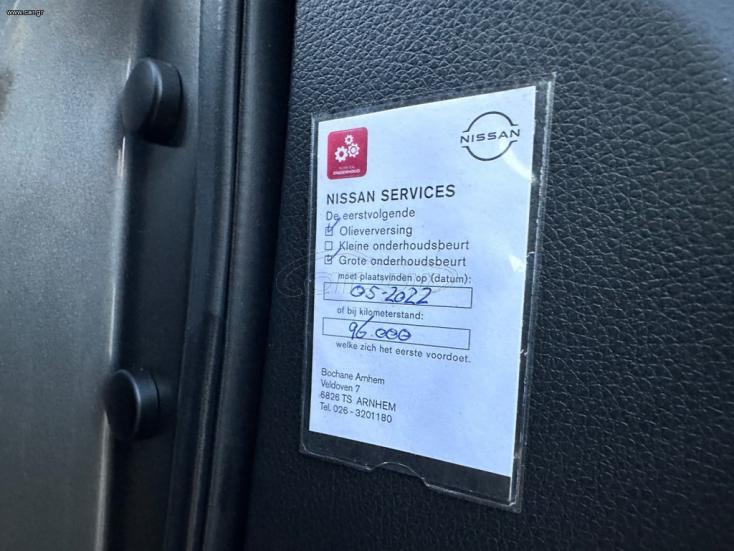 www.car.gr
ONDERHOUD
NISSAN
NISSAN SERVICES
De eerstvolgende
Olieverversing
Kleine onderhoudsbeurt
Grote onderhoudsbeurt
moet plaatsvinden op (datum):
05-2022
of bij kilometerstand:
96.000
welke zich het eerste voordoet.
Bochane Arnhem
Veldoven 7
6826 TS ARNHEM
Tel. 026-3201180